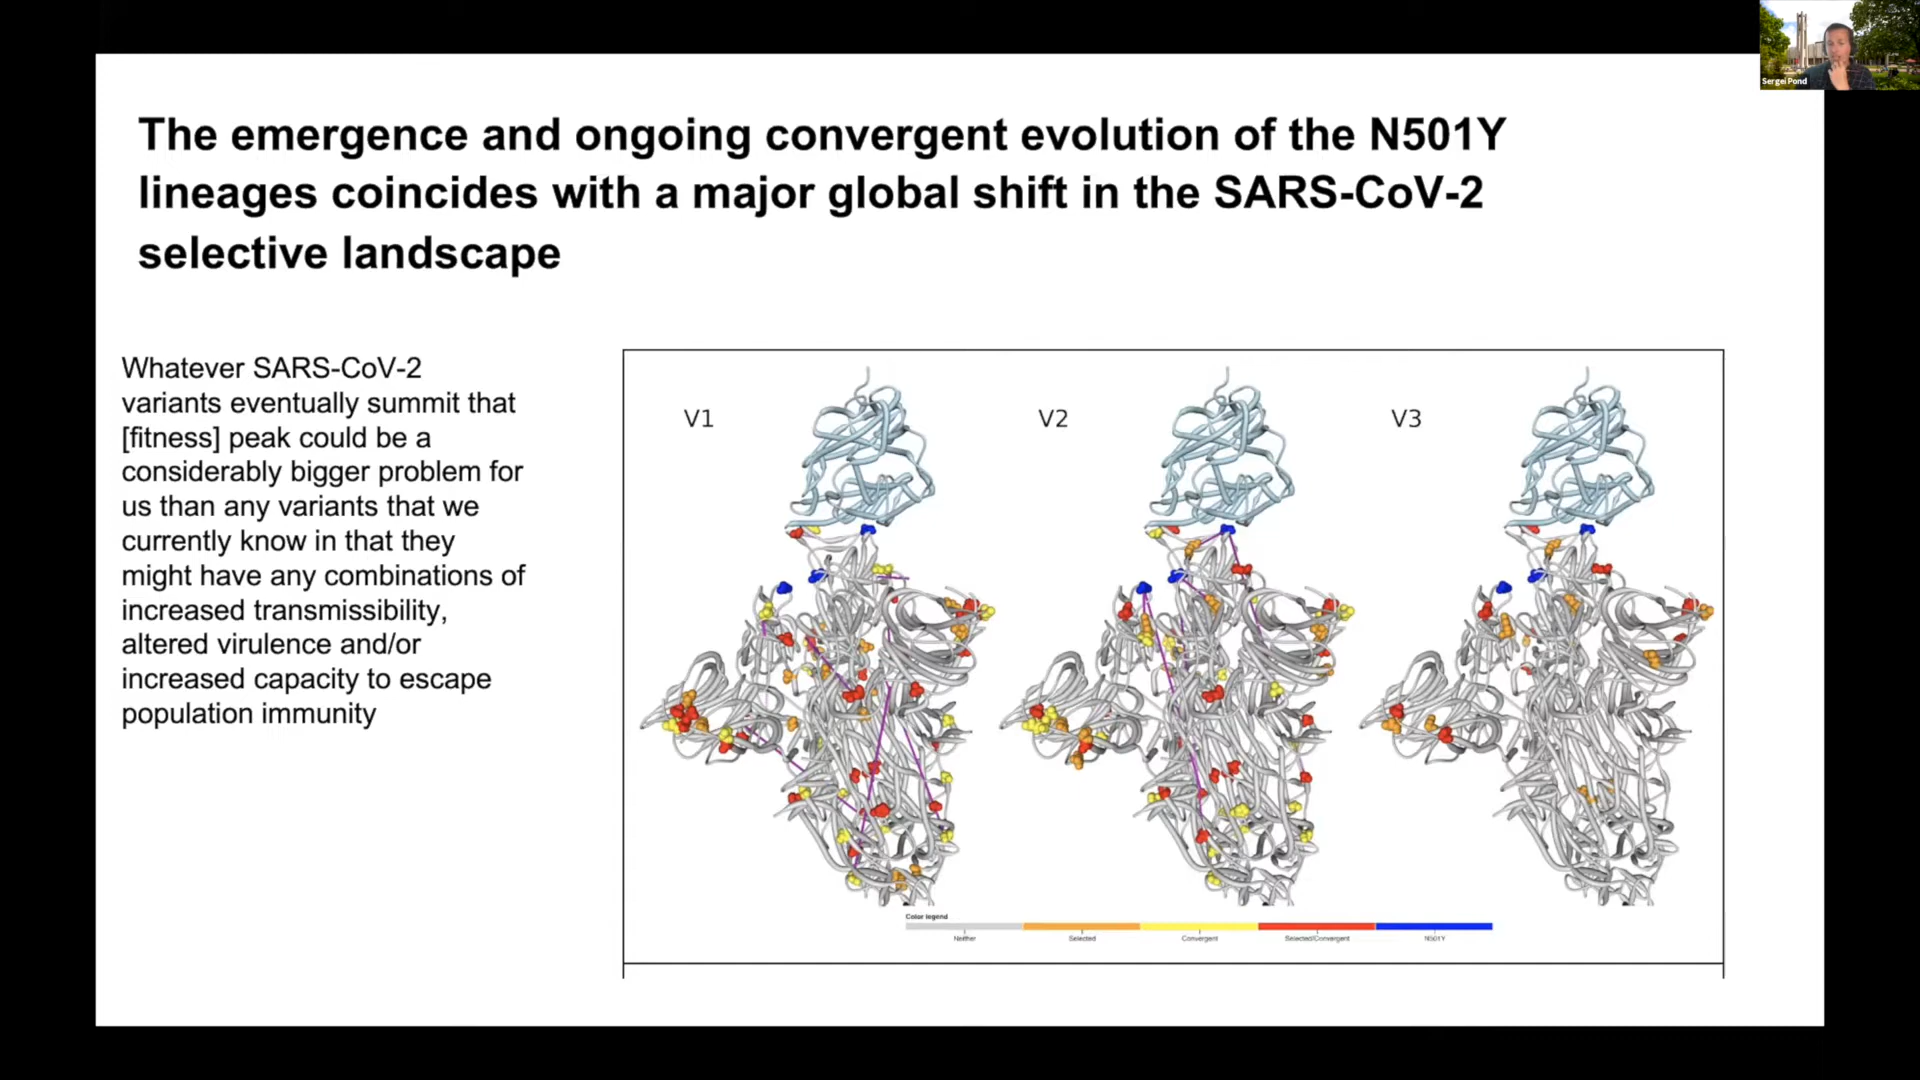 Sergei Pond
The emergence and ongoing convergent evolution of the N501Y
lineages coincides with a major global shift in the SARS-CoV-2
selective landscape
Whatever SARS-CoV-2
variants eventually summit that
[fitness] peak could be a
considerably bigger problem for
us than any variants that we
currently know in that they
might have any combinations of
increased transmissibility,
altered virulence and/or
increased capacity to escape
population immunity
V1
V2
V3
Color legend
Neither
Selected
Convergent
Selected/Convergent
N501Y